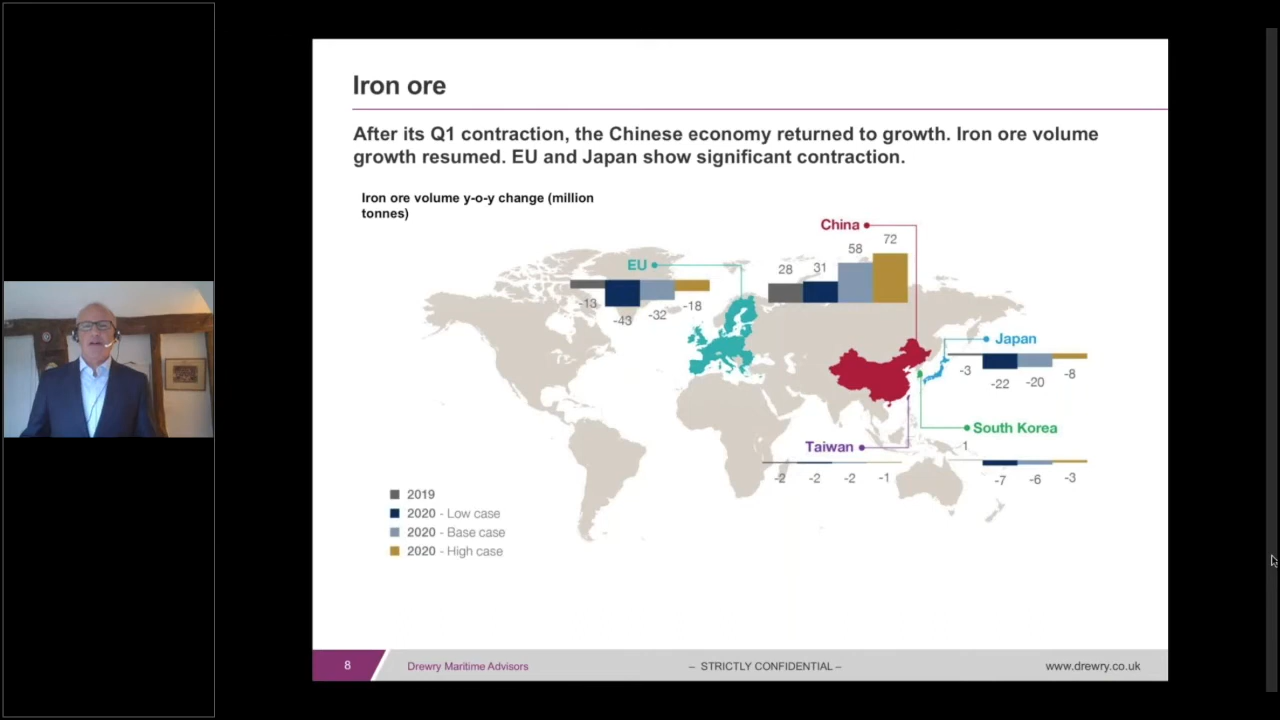 Iron ore
After its Q1 contraction, the Chinese economy returned to growth. Iron ore volume
growth resumed. EU and Japan show significant contraction.
Iron ore volume y-o-y change (million
tonnes)
China
72
58
28
31
EU
-13
-43
-32
-18
Japan
-3
-22
-20
-8
South Korea
1
-7
-6
-3
Taiwan
-2
-2
-2
-1
2019
2020 - Low case
2020 - Base case
2020 - High case
8
Drewry Maritime Advisors
– STRICTLY CONFIDENTIAL –
www.drewry.co.uk